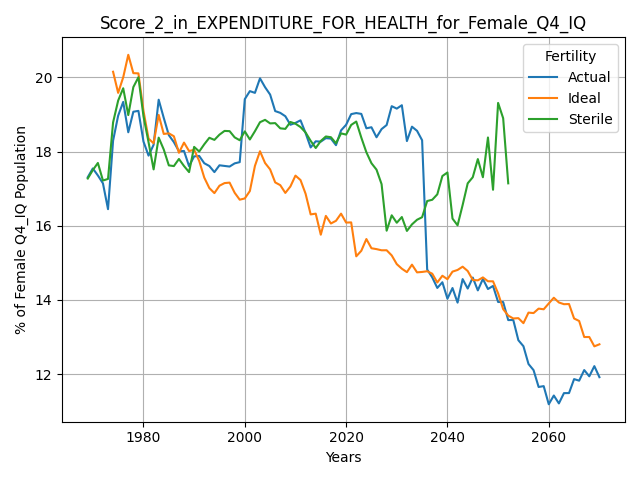 Score_2_in_EXPENDITURE_FOR_HEALTH_for_Female_Q4_IQ
% of Female Q4_IQ Population
20
18
16
14
12
Fertility
Actual
Ideal
Sterile
1980
2000
2020
2040
2060
Years